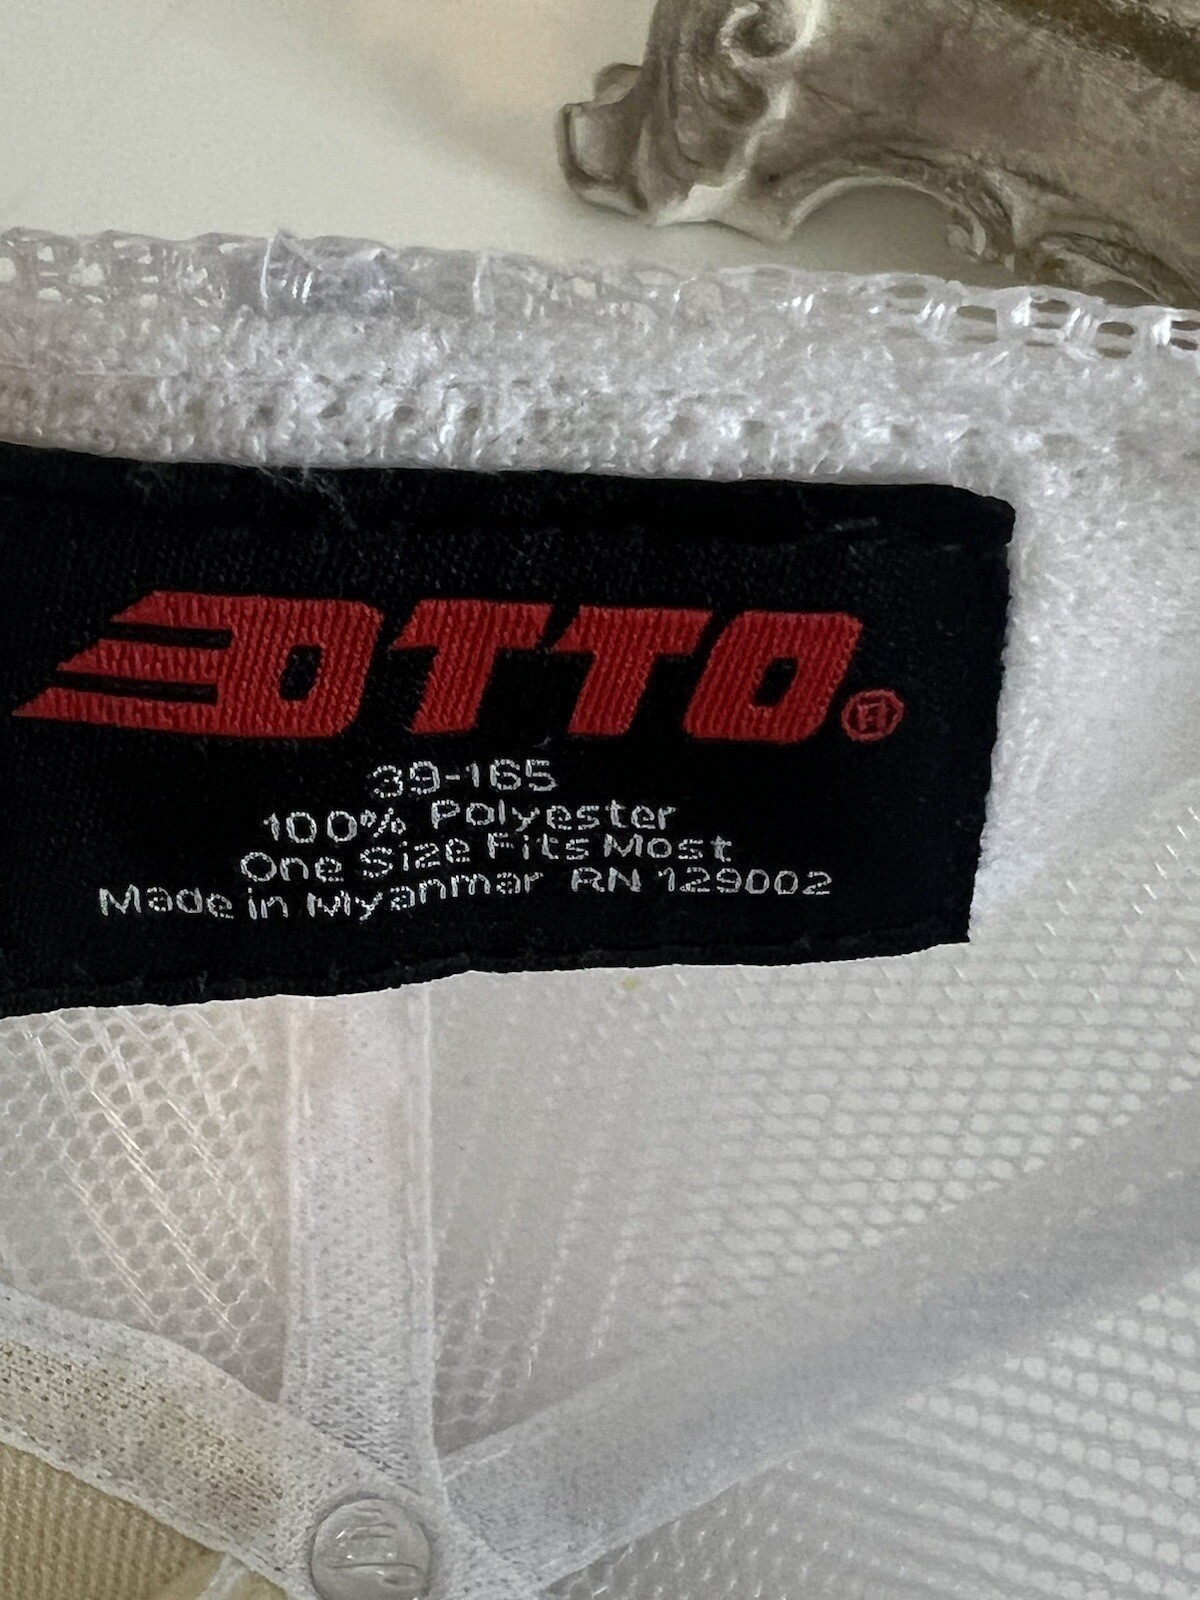 OTTO®
39-165
100% Polyester
One Size Fits Most
Made in Myanmar RN 129002